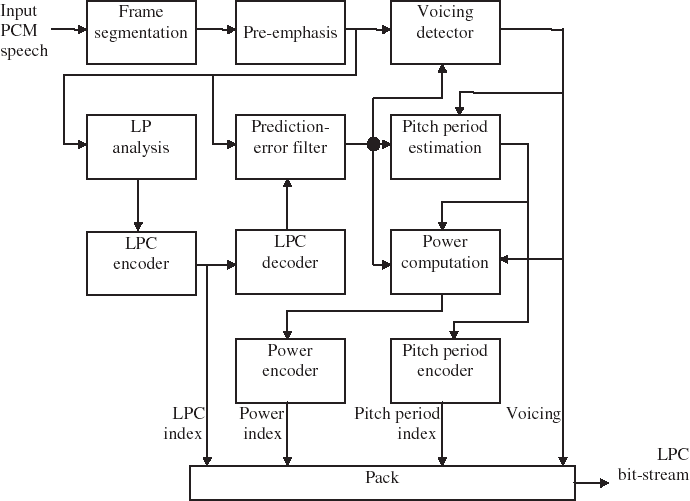 Input
PCM
speech
Frame
segmentation
Pre-emphasis
Voicing
detector
LP
analysis
Prediction-
error filter
Pitch period
estimation
LPC
encoder
LPC
decoder
Power
computation
Power
encoder
Pitch period
encoder
LPC
index
Power
index
Pitch period
index
Voicing
Pack
LPC
bit-stream